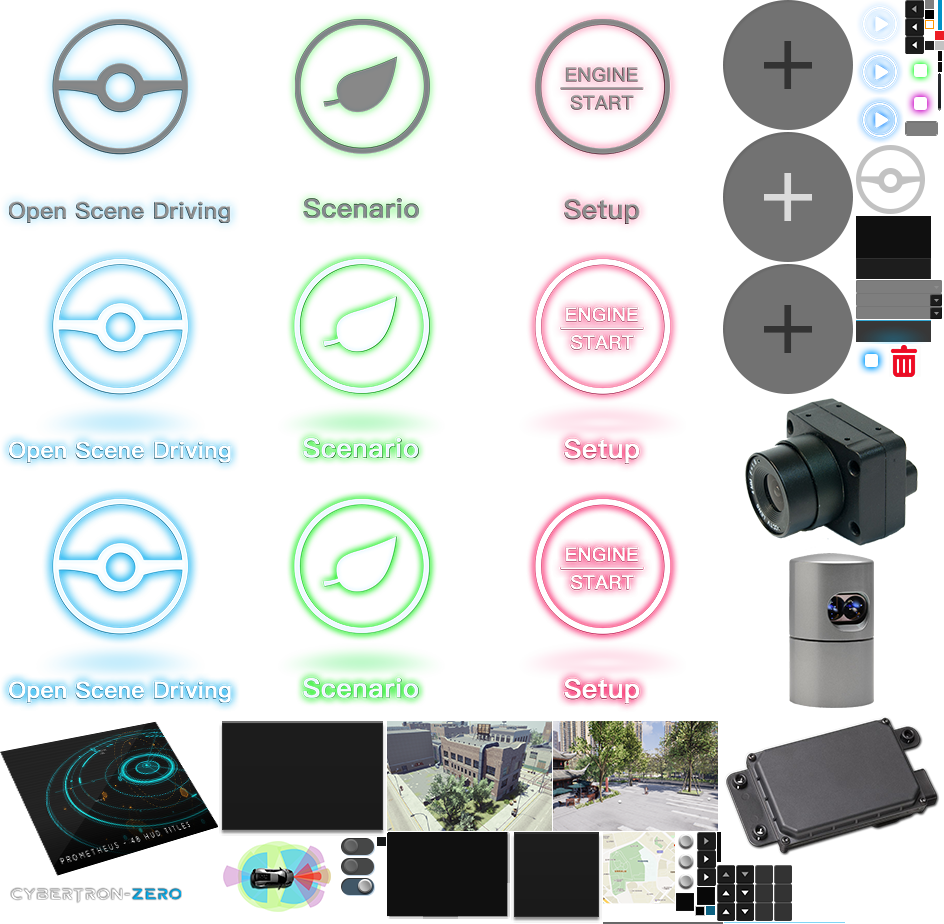 ENGINE
START
Open Scene Driving
Scenario
Setup
ENGINE
START
Open Scene Driving
Scenario
Setup
ENGINE
START
Open Scene Driving
Scenario
Setup
PROMETHEUS - 48 HUD TITLES
CYBERTRON-ZERO